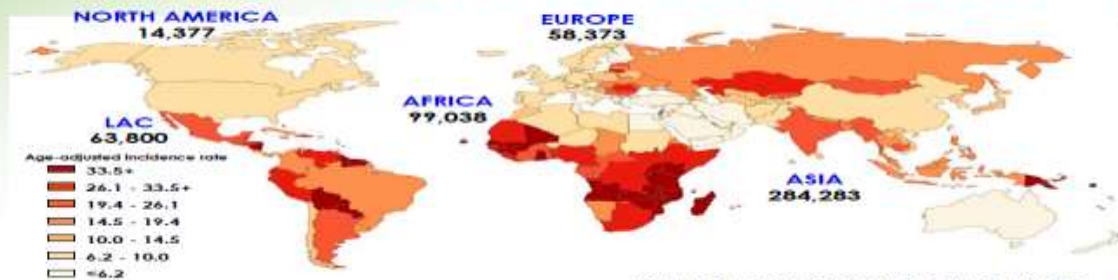 NORTH AMERICA
14,377
EUROPE
58,373
AFRICA
99,038
LAC
63,800
ASIA
284,283
Age-adjusted incidence rate
33.5+
26.1 - 33.5+
19.4 - 26.1
14.5 - 19.4
10.0 - 14.5
6.2 - 10.0
<6.2